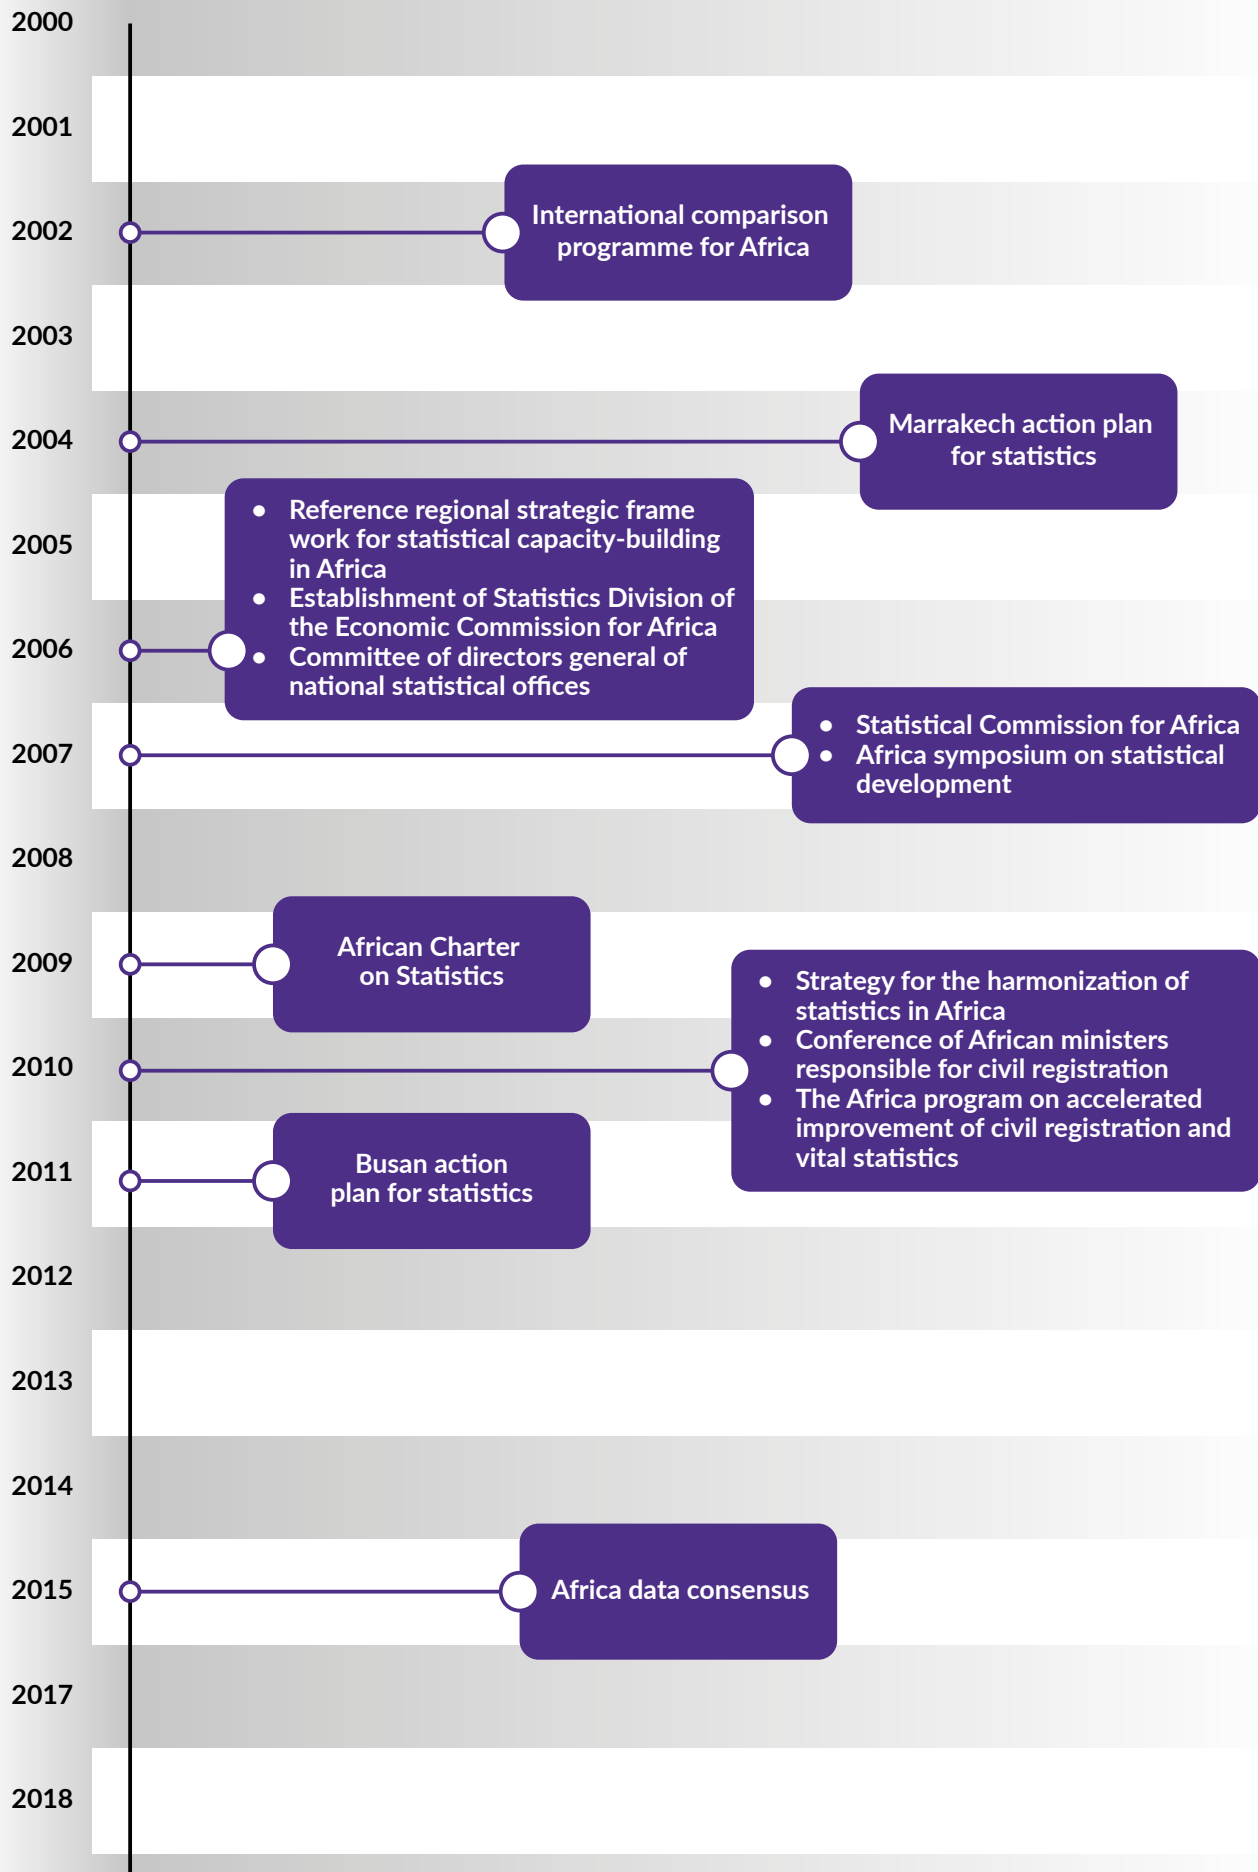 2000
2001
2002
International comparison
programme for Africa
2003
2004
Marrakech action plan
for statistics
2005
● Reference regional strategic frame
work for statistical capacity-building
in Africa
● Establishment of Statistics Division of
the Economic Commission for Africa
2006
● Committee of directors general of
national statistical offices
2007
● Statistical Commission for Africa
● Africa symposium on statistical
development
2008
2009
African Charter
on Statistics
2010
● Strategy for the harmonization of
statistics in Africa
● Conference of African ministers
responsible for civil registration
● The Africa program on accelerated
improvement of civil registration and
vital statistics
2011
Busan action
plan for statistics
2012
2013
2014
2015
Africa data consensus
2017
2018